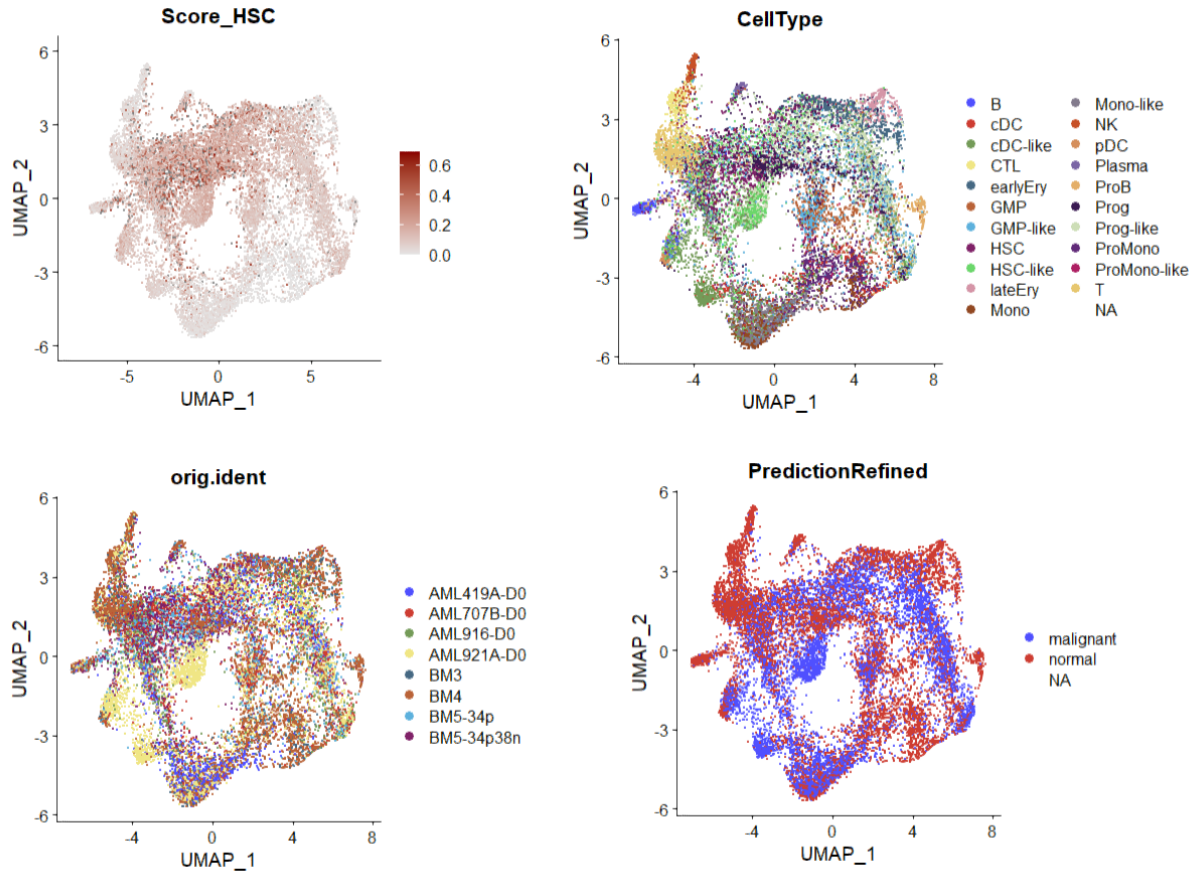 Score_HSC
6
3
0
-3
-6
-5
0
5
UMAP_1
UMAP_2
0.6
0.4
0.2
0.0
CellType
6
3
0
-3
-6
-4
0
4
8
UMAP_1
UMAP_2
B
cDC
cDC-like
CTL
earlyEry
GMP
GMP-like
HSC
HSC-like
lateEry
Mono
Mono-like
NK
pDC
Plasma
ProB
Prog
Prog-like
ProMono
ProMono-like
T
NA
orig.ident
6
3
0
-3
-6
-4
0
4
8
UMAP_1
UMAP_2
AML419A-D0
AML707B-D0
AML916-D0
AML921A-D0
BM3
BM4
BM5-34p
BM5-34p38n
PredictionRefined
6
3
0
-3
-6
-4
0
4
8
UMAP_1
UMAP_2
malignant
normal
NA